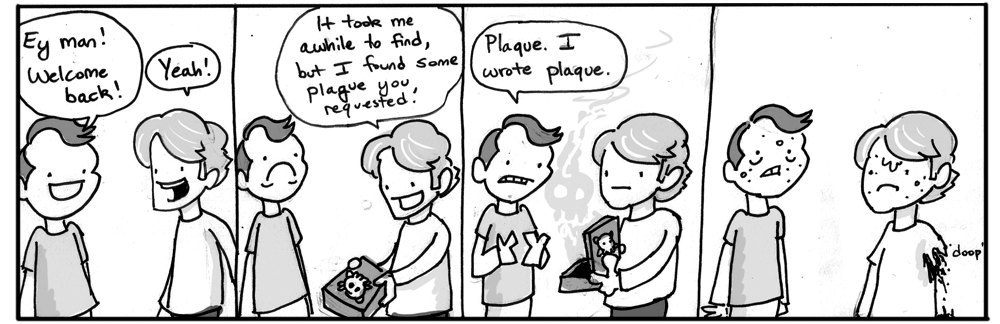 Ey man!
Welcome
back!
Yeah!
It took me
awhile to find,
but I found some
plague you
requested!
Plaque. I
wrote plaque.
'doop'